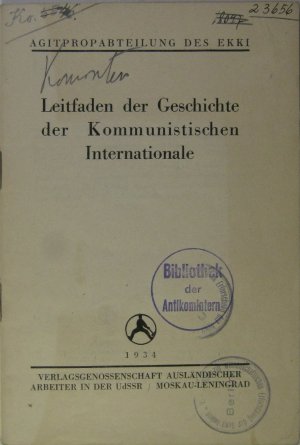 23656
AGITPROPABTEILUNG DES EKKI
Komintern
Leitfaden der Geschichte
der Kommunistischen
Internationale
Bibliothek
der
Antikomintern
1934
VERLAGSGENOSSENSCHAFT AUSLÄNDISCHER
ARBEITER IN DER UdSSR / MOSKAU-LENINGRAD